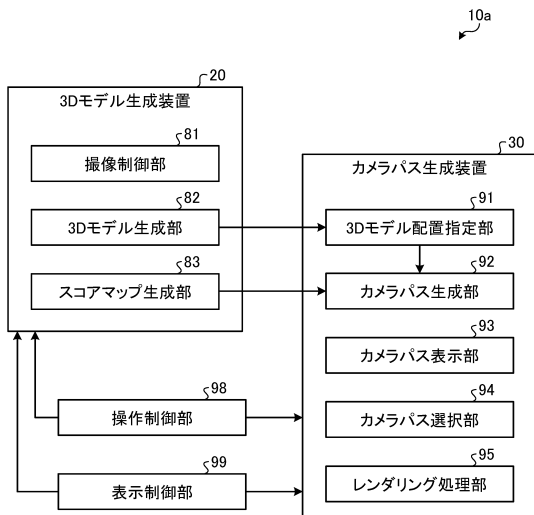 10a
20
3Dモデル生成装置
81
撮像制御部
82
3Dモデル生成部
83
スコアマップ生成部
30
カメラパス生成装置
91
3Dモデル配置指定部
92
カメラパス生成部
93
カメラパス表示部
94
カメラパス選択部
95
レンダリング処理部
98
操作制御部
99
表示制御部